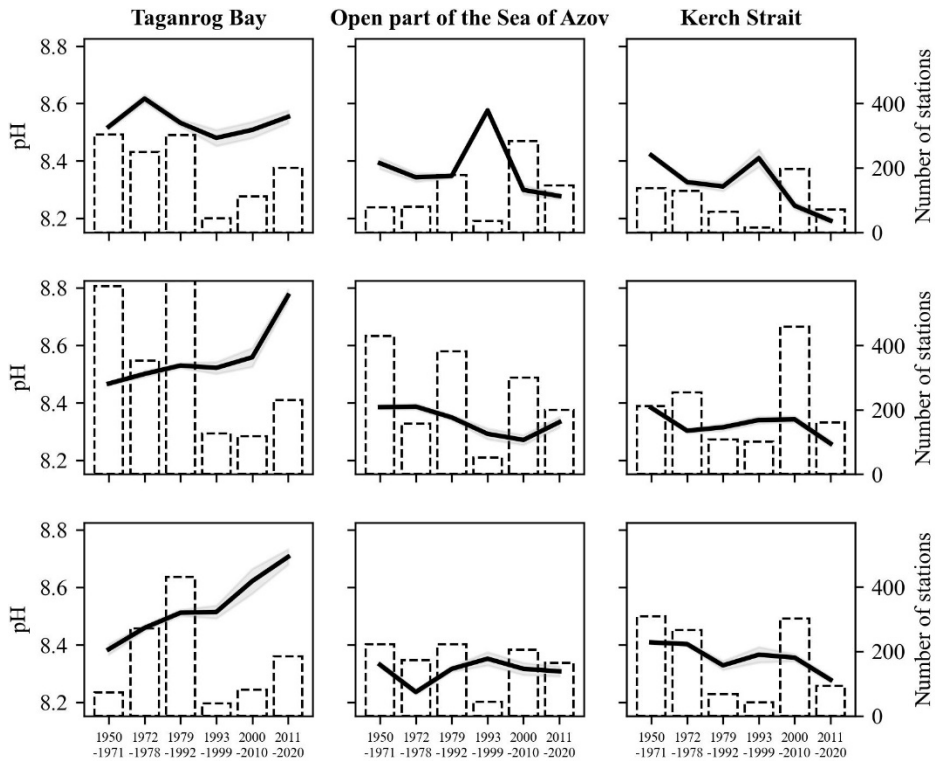 Taganrog Bay Open part of the Sea of Azov Kerch Strait
8.8
8.6
8.4
8.2
pH
400
200
0
Number of stations
8.8
8.6
8.4
8.2
pH
400
200
0
Number of stations
8.8
8.6
8.4
8.2
pH
400
200
0
Number of stations
1950 1972 1979 1993 2000 2011 1950 1972 1979 1993 2000 2011 1950 1972 1979 1993 2000 2011
-1971 -1978 -1992 -1999 -2010 -2020 -1971 -1978 -1992 -1999 -2010 -2020 -1971 -1978 -1992 -1999 -2010 -2020